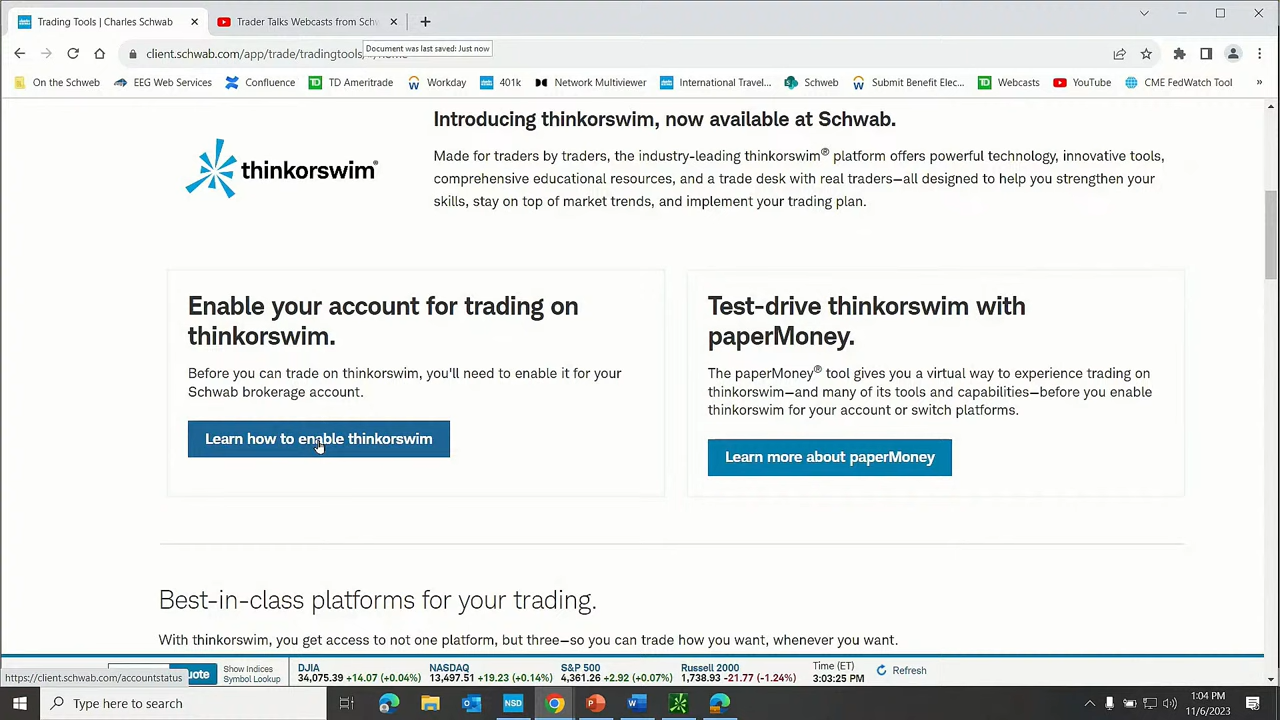 Trading Tools | Charles Schwab
Trader Talks Webcasts from Sch
client.schwab.com/app/trade/tradingtools
Document was last saved: Just now
On the Schweb
EEG Web Services
Confluence
TD Ameritrade
Workday
401k
Network Multiviewer
International Travel...
Schweb
Submit Benefit Elec...
Webcasts
YouTube
CME FedWatch Tool
»
Introducing thinkorswim, now available at Schwab.
thinkorswim®
Made for traders by traders, the industry-leading thinkorswim® platform offers powerful technology, innovative tools,
comprehensive educational resources, and a trade desk with real traders—all designed to help you strengthen your
skills, stay on top of market trends, and implement your trading plan.
Enable your account for trading on
thinkorswim.
Before you can trade on thinkorswim, you'll need to enable it for your
Schwab brokerage account.
Learn how to enable thinkorswim
Test-drive thinkorswim with
paperMoney.
The paperMoney® tool gives you a virtual way to experience trading on
thinkorswim—and many of its tools and capabilities—before you enable
thinkorswim for your account or switch platforms.
Learn more about paperMoney
Best-in-class platforms for your trading.
With thinkorswim, you get access to not one platform, but three—so you can trade how you want, whenever you want.
https://client.schwab.com/accountstatus
uote
Show Indices
Symbol Lookup
DJIA
34,075.39 +14.07 (+0.04%)
NASDAQ
13,497.51 +19.23 (+0.14%)
S&P 500
4,361.26 +2.92 (+0.07%)
Russell 2000
1,738.93 -21.77 (-1.24%)
Time (ET)
3:03:25 PM
Refresh
Type here to search
NSD
1:04 PM
11/6/2023